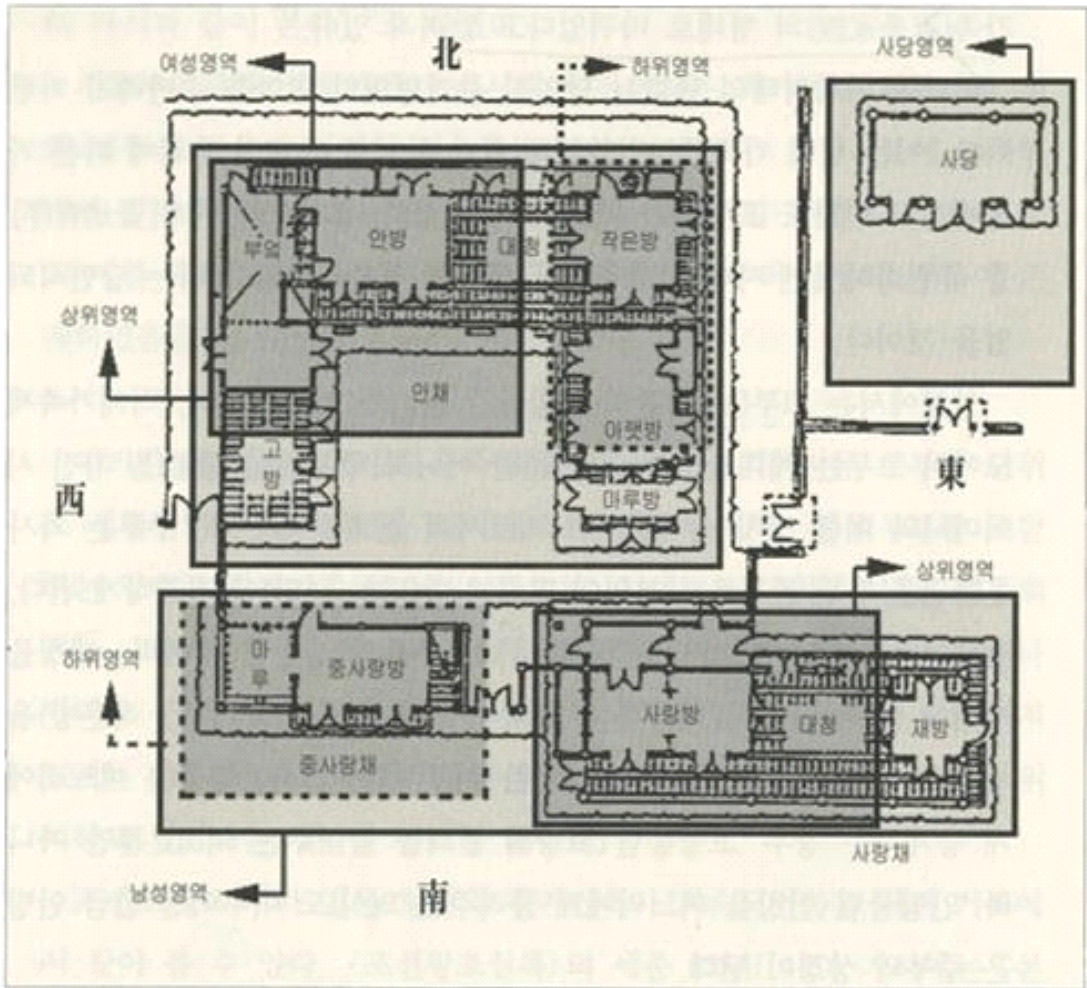 北
여성영역
하위영역
사당영역
사당
부엌
안방
대청
작은방
상위영역
안채
아랫방
고방
마루방
西
東
상위영역
하위영역
마루
중사랑방
사랑방
대청
재방
중사랑채
사랑채
남성영역
南